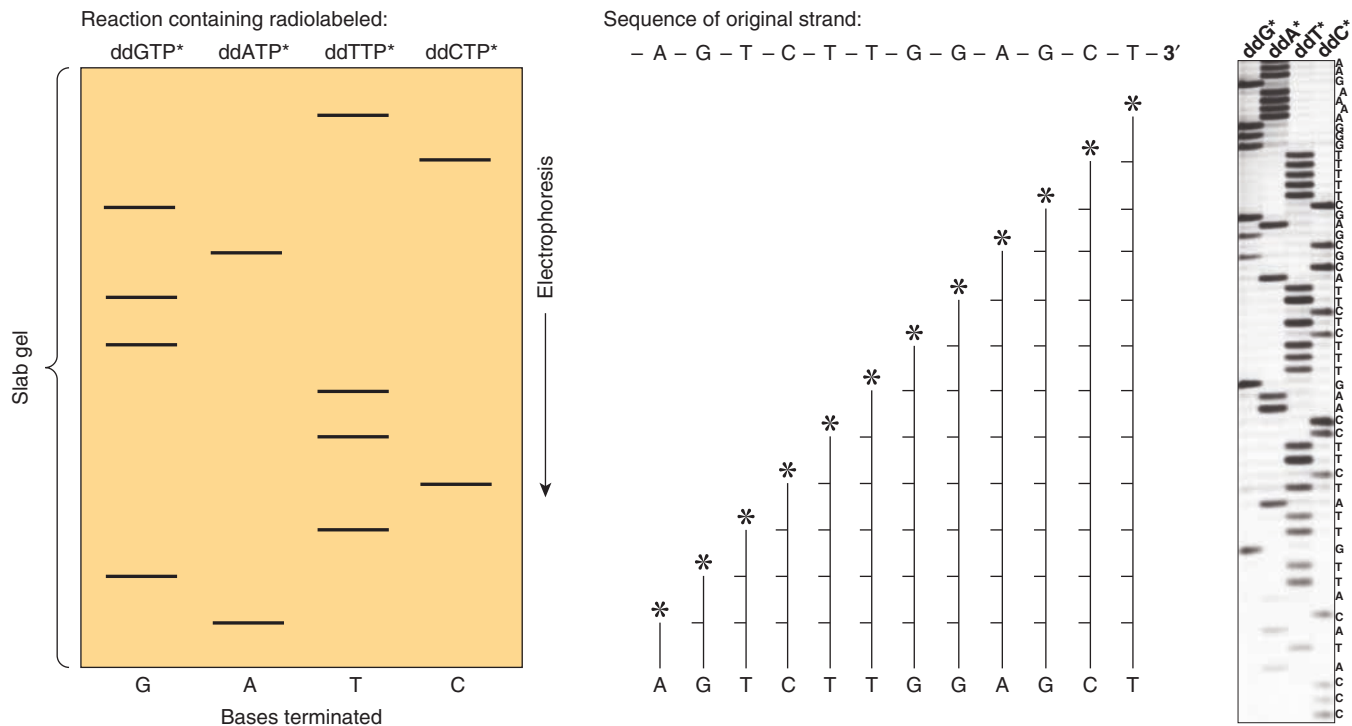 Reaction containing radiolabeled:
ddGTP* ddATP* ddTTP* ddCTP*
Slab gel
Electrophoresis
G A T C
Bases terminated
Sequence of original strand:
– A – G – T – C – T – T – G – G – A – G – C – T – 3′
* * * * * * * * * * * *
A G T C T T G G A G C T
ddG* ddA* ddT* ddC*
A
A
G
A
A
A
A
G
G
G
T
T
T
T
T
C
G
A
G
C
G
C
A
T
T
C
T
C
T
T
T
G
A
A
C
C
T
T
C
T
A
T
T
G
T
T
A
C
A
T
A
C
C
C